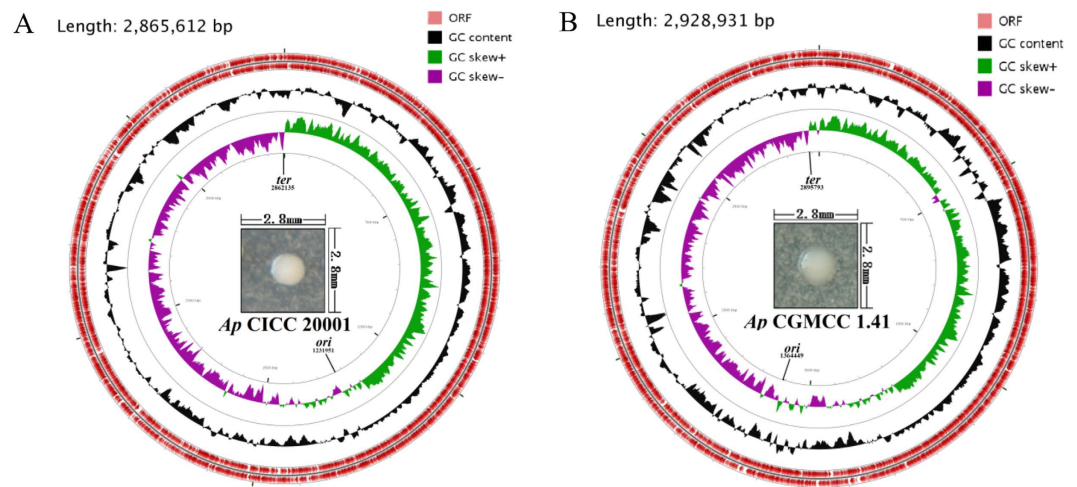 A
Length: 2,865,612 bp
ORF
GC content
GC skew+
GC skew-
ter
2862135
2.8mm
2.8mm
Ap CICC 20001
ori
1231951
B
Length: 2,928,931 bp
ORF
GC content
GC skew+
GC skew-
ter
2895793
2.8mm
2.8mm
Ap CGMCC 1.41
ori
1364449